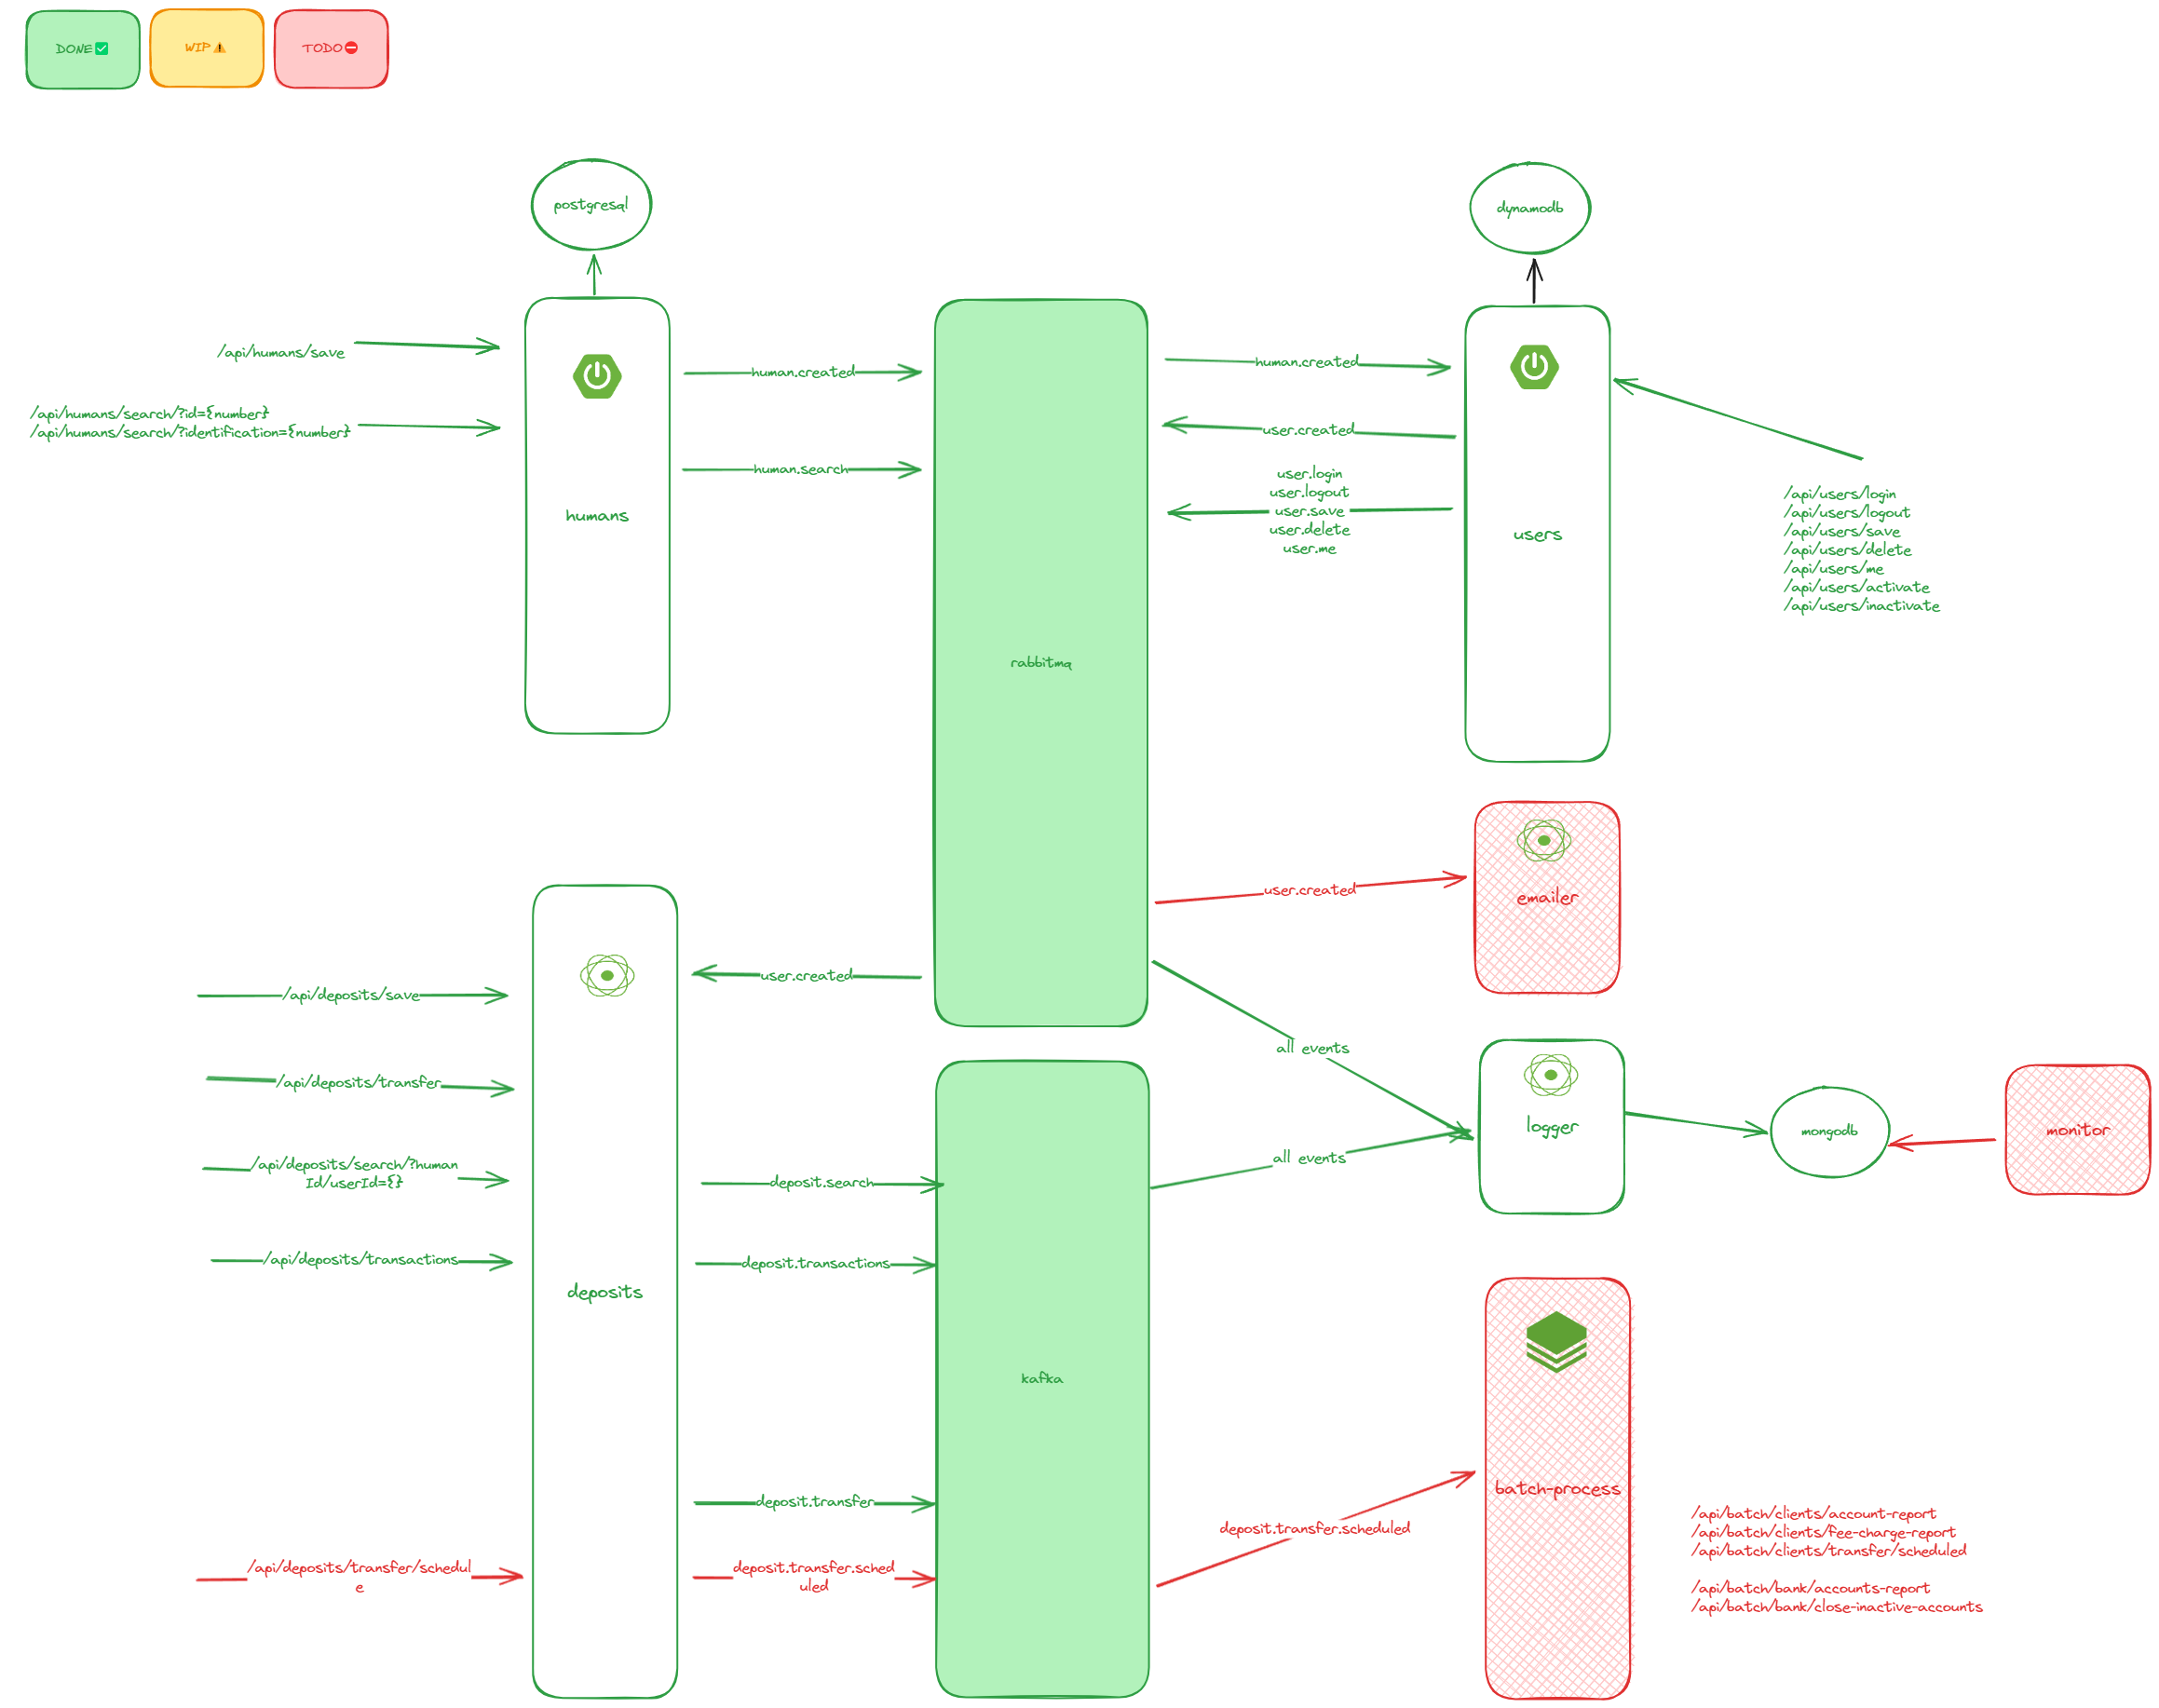 DONE✅
WIP⚠️
TODO⛔
postgresql
dynamodb
/api/humans/save
/api/humans/search/?id={number}
/api/humans/search/?identification={number}
human.created
human.search
humans
rabbitmq
human.created
user.created
user.login
user.logout
user.save
user.delete
user.me
users
/api/users/login
/api/users/logout
/api/users/save
/api/users/delete
/api/users/me
/api/users/activate
/api/users/inactivate
user.created
emailer
user.created
/api/deposits/save
/api/deposits/transfer
/api/deposits/search/?human
Id/userId={}
/api/deposits/transactions
/api/deposits/transfer/schedul
e
deposits
deposit.search
deposit.transactions
deposit.transfer
deposit.transfer.sched
uled
kafka
all events
all events
logger
mongodb
monitor
deposit.transfer.scheduled
batch-process
/api/batch/clients/account-report
/api/batch/clients/fee-charge-report
/api/batch/clients/transfer/scheduled
/api/batch/bank/accounts-report
/api/batch/bank/close-inactive-accounts